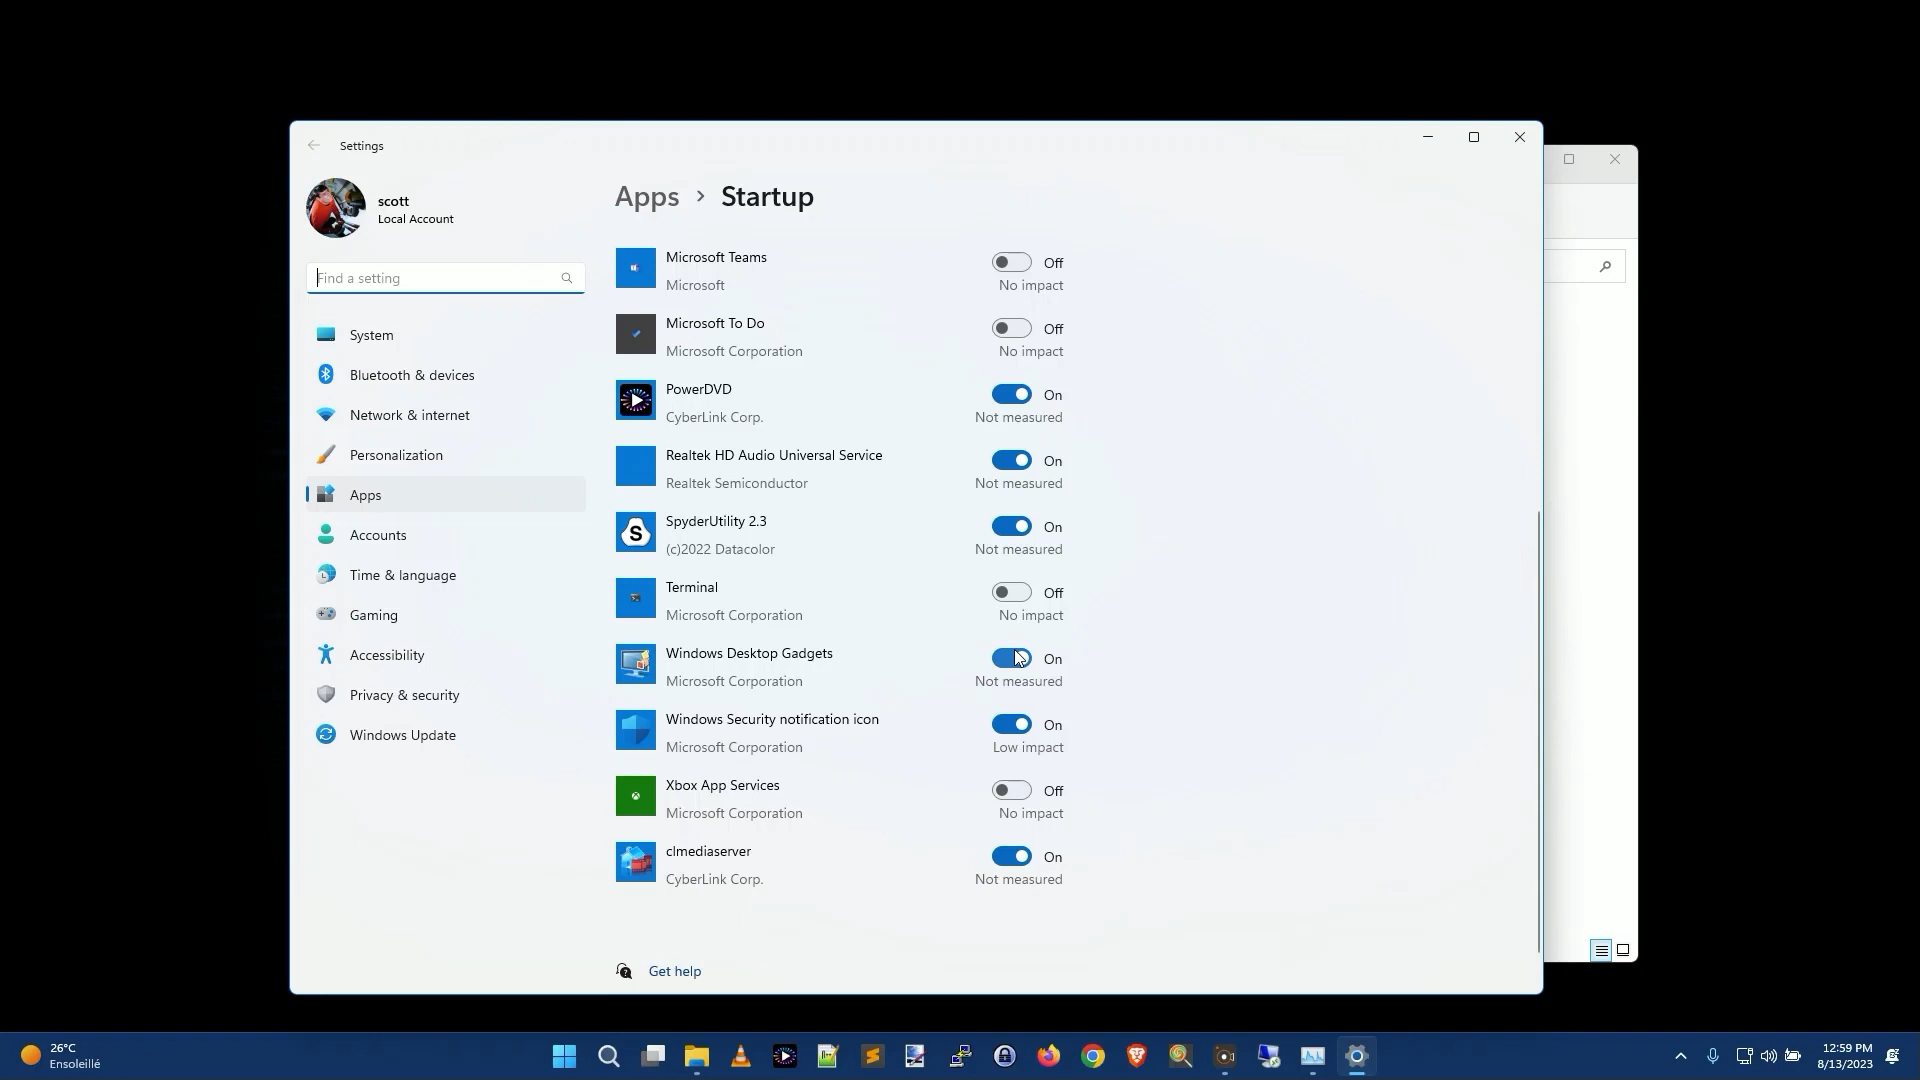 Settings
scott
Local Account
Find a setting
System
Bluetooth & devices
Network & internet
Personalization
Apps
Accounts
Time & language
Gaming
Accessibility
Privacy & security
Windows Update
Apps > Startup
Microsoft Teams
Off
Microsoft
No impact
Microsoft To Do
Off
Microsoft Corporation
No impact
PowerDVD
On
CyberLink Corp.
Not measured
Realtek HD Audio Universal Service
On
Realtek Semiconductor
Not measured
SpyderUtility 2.3
On
(c)2022 Datacolor
Not measured
Terminal
Off
Microsoft Corporation
No impact
Windows Desktop Gadgets
On
Microsoft Corporation
Not measured
Windows Security notification icon
On
Microsoft Corporation
Low impact
Xbox App Services
Off
Microsoft Corporation
No impact
clmediaserver
On
CyberLink Corp.
Not measured
Get help
26°C
Ensoleillé
12:59 PM
8/13/2023